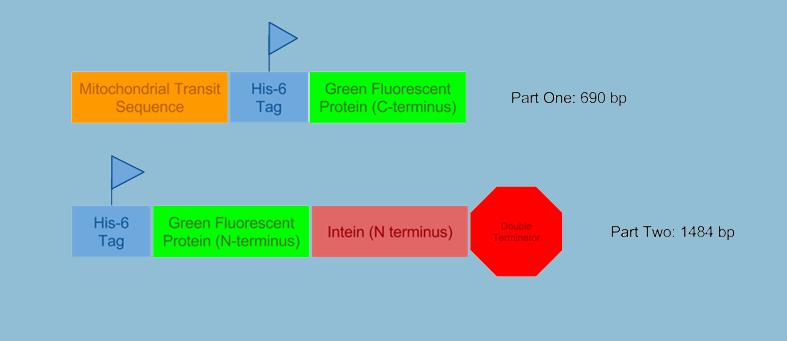 Mitochondrial Transit
Sequence
His-6
Tag
Green Fluorescent
Protein (C-terminus)
Part One: 690 bp
His-6
Tag
Green Fluorescent
Protein (N-terminus)
Intein (N terminus)
Double
Terminator
Part Two: 1484 bp